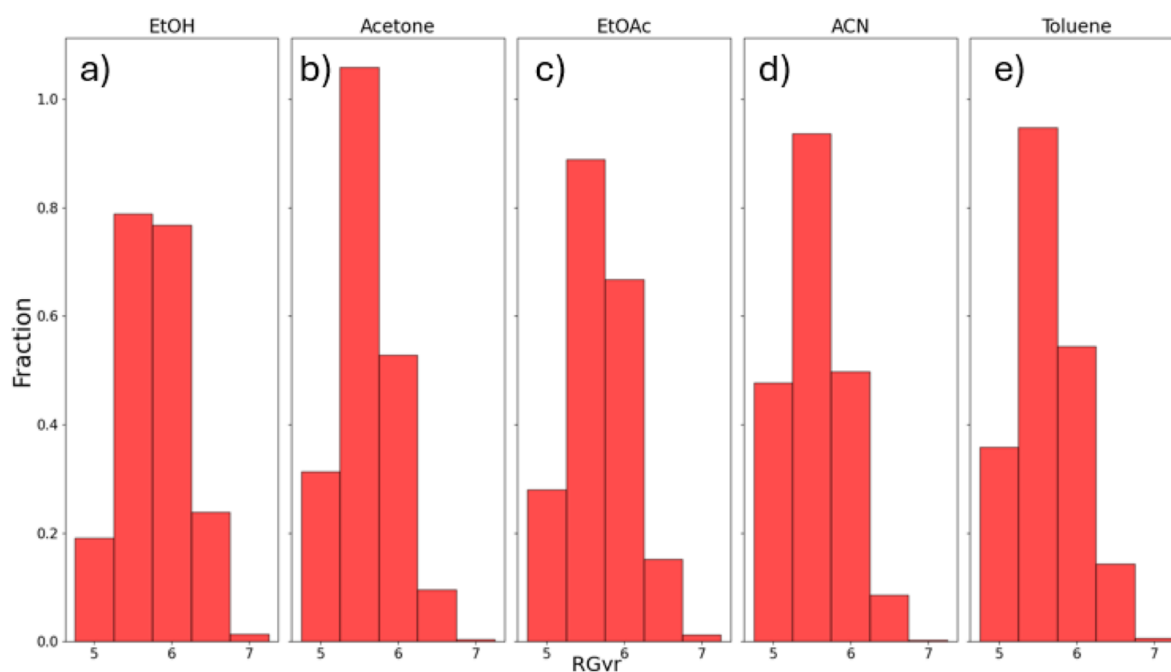 EtOH Acetone EtOAc ACN Toluene
a) b) c) d) e)
1.0
0.8
0.6
0.4
0.2
0.0
Fraction
5 6 7 5 6 7 5 6 7 5 6 7 5 6 7
RGyr